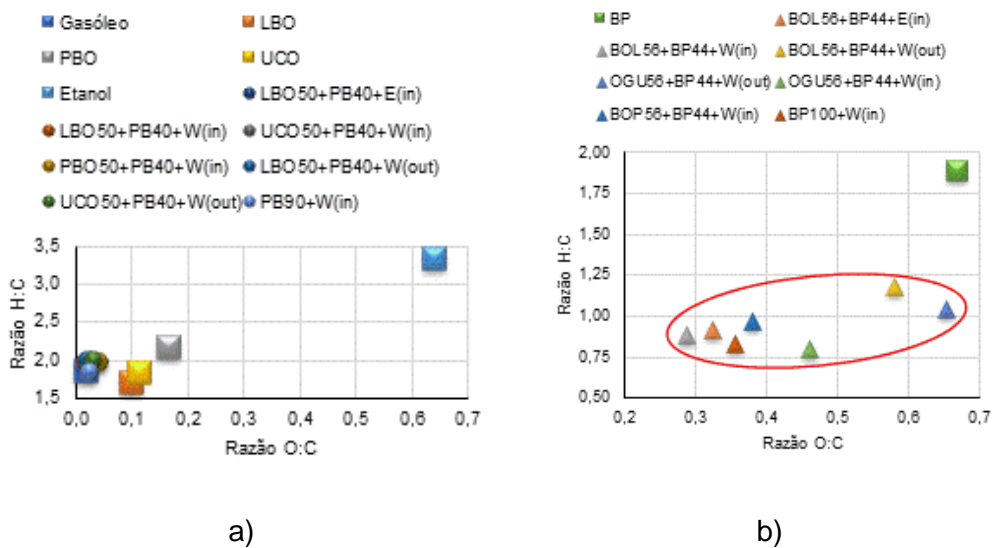 Gasóleo LBO
PBO UCO
Etanol LBO50+PB40+E(in)
LBO50+PB40+W(in) UCO50+PB40+W(in)
PBO50+PB40+W(in) LBO50+PB40+W(out)
UCO50+PB40+W(out) PB90+W(in)
3,5
3,0
2,5
2,0
1,5
Razão H:C
0,0 0,1 0,2 0,3 0,4 0,5 0,6 0,7
Razão O:C
a)
BP BOL56+BP44+E(in)
BOL56+BP44+W(in) BOL56+BP44+W(out)
OGU56+BP44+W(out) OGU56+BP44+W(in)
BOP56+BP44+W(in) BP100+W(in)
2,00
1,75
1,50
1,25
1,00
0,75
0,50
Razão H:C
0,2 0,3 0,4 0,5 0,6 0,7
Razão O:C
b)